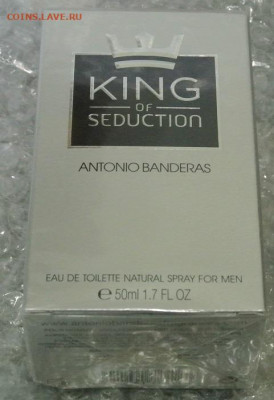 COINS.LAVE.RU
KING
OF
SEDUCTION
ANTONIO BANDERAS
EAU DE TOILETTE NATURAL SPRAY FOR MEN
℮ 50ml 1.7 FL OZ